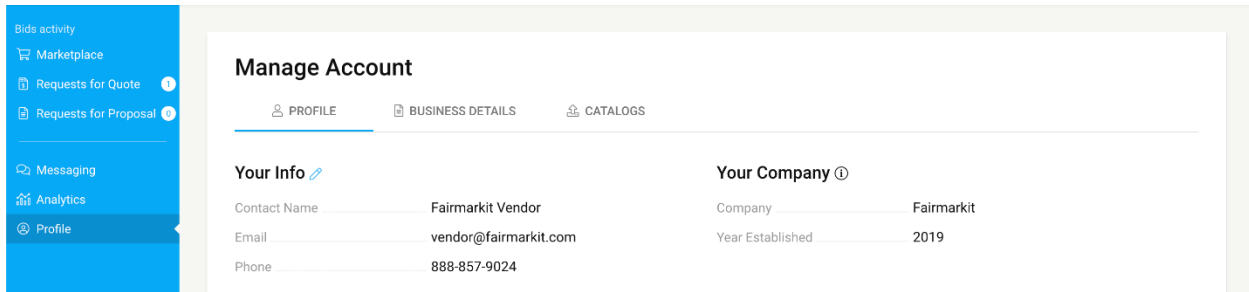 Bids activity
Marketplace
Requests for Quote 1
Requests for Proposal 0
Messaging
Analytics
Profile
Manage Account
PROFILE BUSINESS DETAILS CATALOGS
Your Info
Contact Name Fairmarkit Vendor
Email vendor@fairmarkit.com
Phone 888-857-9024
Your Company
Company Fairmarkit
Year Established 2019